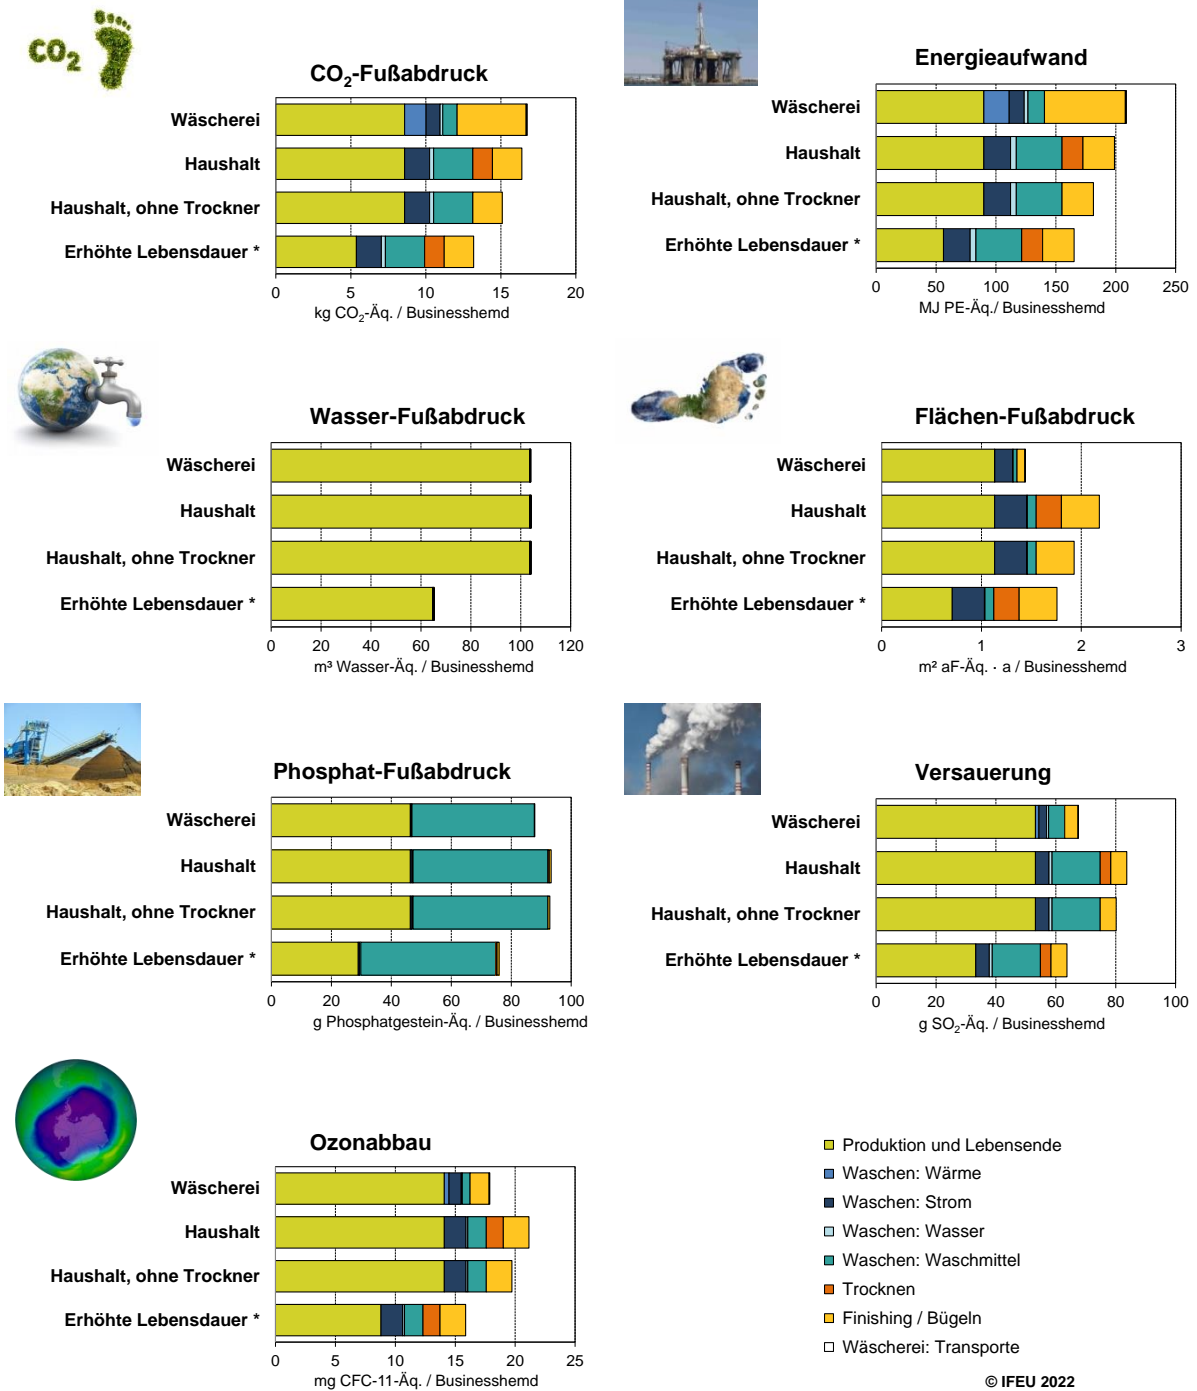 CO2
CO₂-Fußabdruck
Wäscherei
Haushalt
Haushalt, ohne Trockner
Erhöhte Lebensdauer *
0 5 10 15 20
kg CO₂-Äq. / Businesshemd
Energieaufwand
Wäscherei
Haushalt
Haushalt, ohne Trockner
Erhöhte Lebensdauer *
0 50 100 150 200 250
MJ PE-Äq./ Businesshemd
Wasser-Fußabdruck
Wäscherei
Haushalt
Haushalt, ohne Trockner
Erhöhte Lebensdauer *
0 20 40 60 80 100 120
m³ Wasser-Äq. / Businesshemd
Flächen-Fußabdruck
Wäscherei
Haushalt
Haushalt, ohne Trockner
Erhöhte Lebensdauer *
0 1 2 3
m² aF-Äq. · a / Businesshemd
Phosphat-Fußabdruck
Wäscherei
Haushalt
Haushalt, ohne Trockner
Erhöhte Lebensdauer *
0 20 40 60 80 100
g Phosphatgestein-Äq. / Businesshemd
Versauerung
Wäscherei
Haushalt
Haushalt, ohne Trockner
Erhöhte Lebensdauer *
0 20 40 60 80 100
g SO₂-Äq. / Businesshemd
Ozonabbau
Wäscherei
Haushalt
Haushalt, ohne Trockner
Erhöhte Lebensdauer *
0 5 10 15 20 25
mg CFC-11-Äq. / Businesshemd
Produktion und Lebensende
Waschen: Wärme
Waschen: Strom
Waschen: Wasser
Waschen: Waschmittel
Trocknen
Finishing / Bügeln
Wäscherei: Transporte
© IFEU 2022